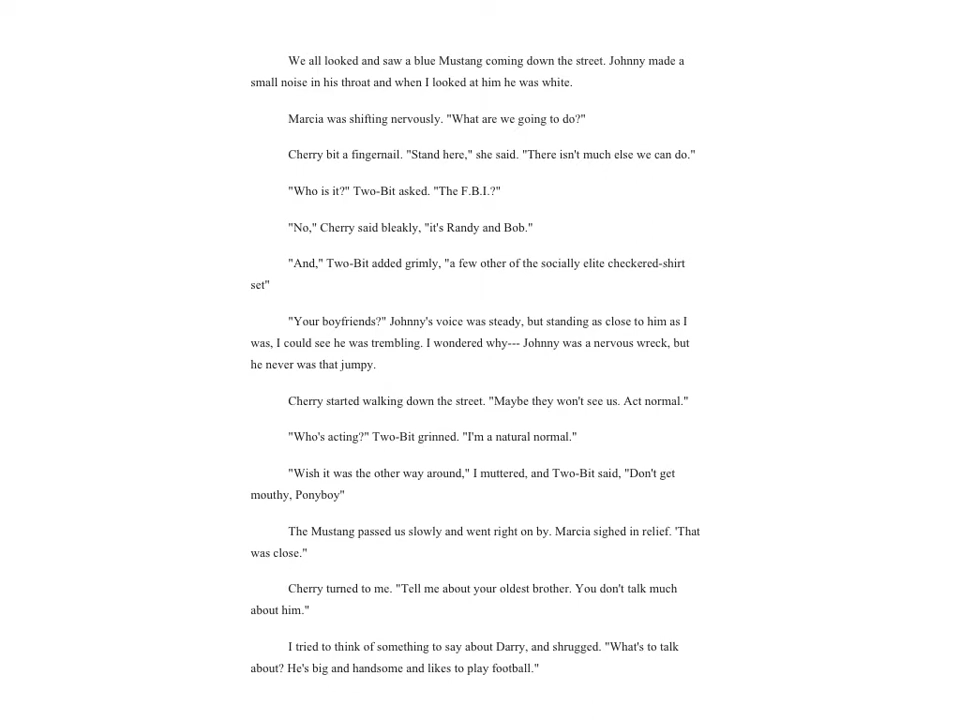 We all looked and saw a blue Mustang coming down the street. Johnny made a
small noise in his throat and when I looked at him he was white.
Marcia was shifting nervously. "What are we going to do?"
Cherry bit a fingernail. "Stand here," she said. "There isn't much else we can do."
"Who is it?" Two-Bit asked. "The F.B.I.?"
"No," Cherry said bleakly, "it's Randy and Bob."
"And," Two-Bit added grimly, "a few other of the socially elite checkered-shirt
set"
"Your boyfriends?" Johnny's voice was steady, but standing as close to him as I
was, I could see he was trembling. I wondered why--- Johnny was a nervous wreck, but
he never was that jumpy.
Cherry started walking down the street. "Maybe they won't see us. Act normal."
"Who's acting?" Two-Bit grinned. "I'm a natural normal."
"Wish it was the other way around," I muttered, and Two-Bit said, "Don't get
mouthy, Ponyboy"
The Mustang passed us slowly and went right on by. Marcia sighed in relief. 'That
was close."
Cherry turned to me. "Tell me about your oldest brother. You don't talk much
about him."
I tried to think of something to say about Darry, and shrugged. "What's to talk
about? He's big and handsome and likes to play football."